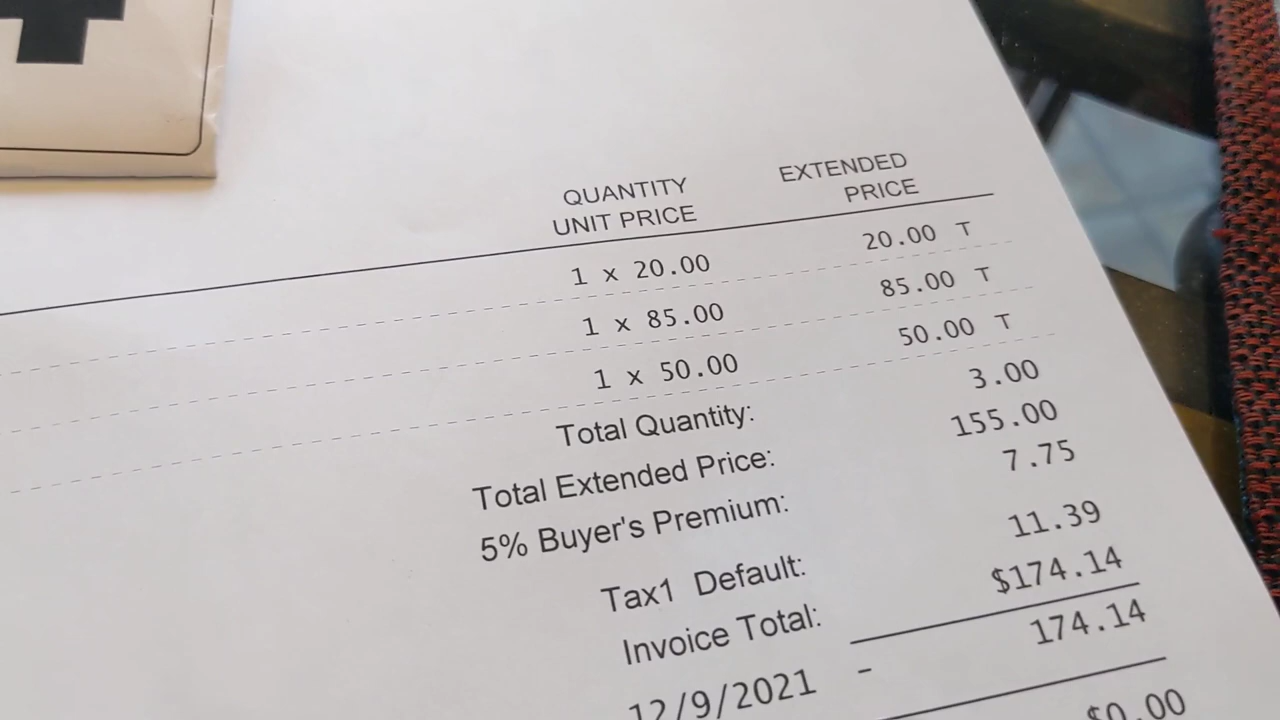 QUANTITY EXTENDED
UNIT PRICE PRICE
1 x 20.00 20.00 T
1 x 85.00 85.00 T
1 x 50.00 50.00 T
Total Quantity: 3.00
Total Extended Price: 155.00
5% Buyer's Premium: 7.75
Tax1 Default: 11.39
Invoice Total: $174.14
12/9/2021 - 174.14
$0.00